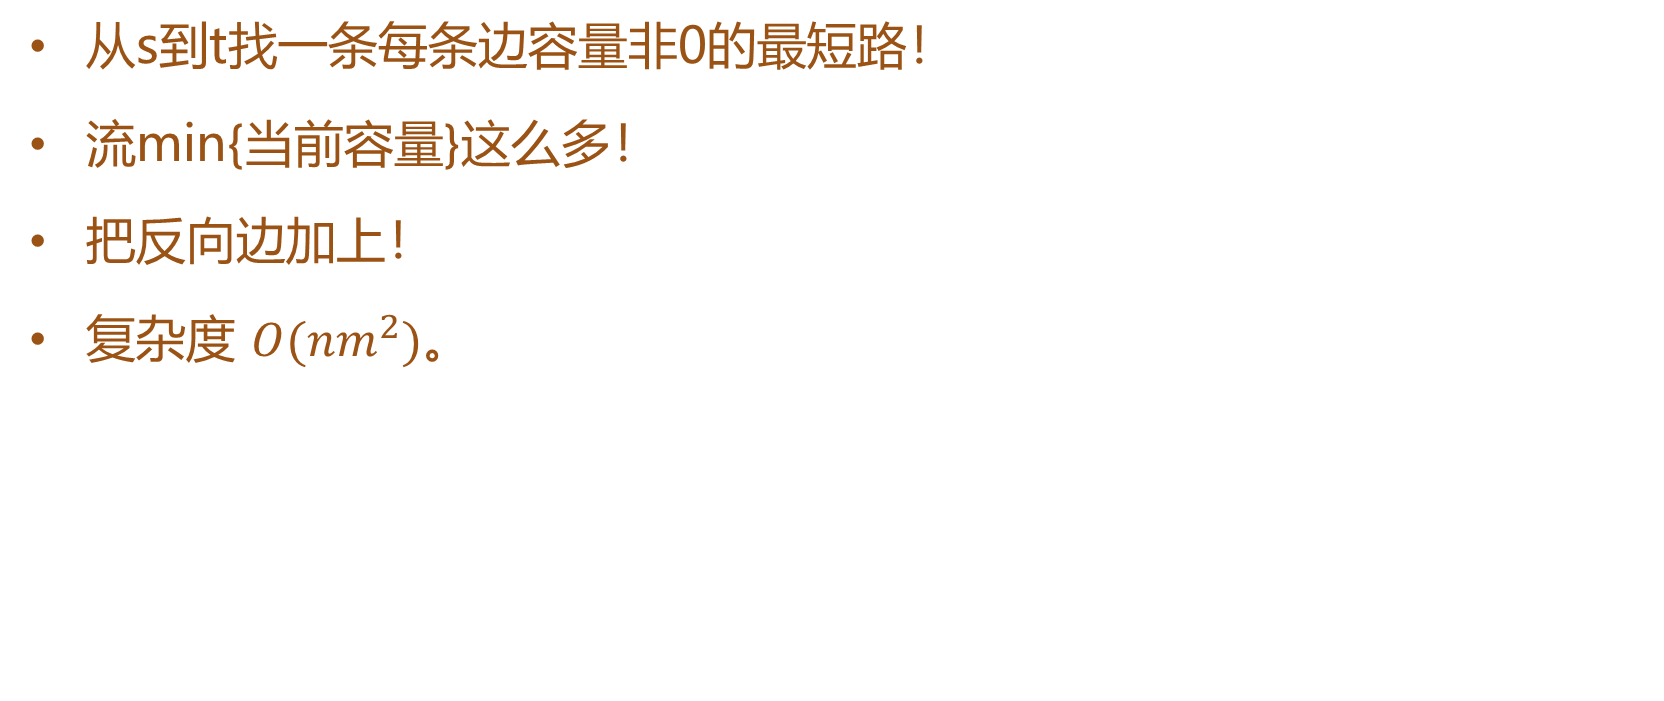 • 从s到t找一条每条边容量非0的最短路！
• 流min{当前容量}这么多！
• 把反向边加上！
• 复杂度 𝑂(𝑛𝑚²)。